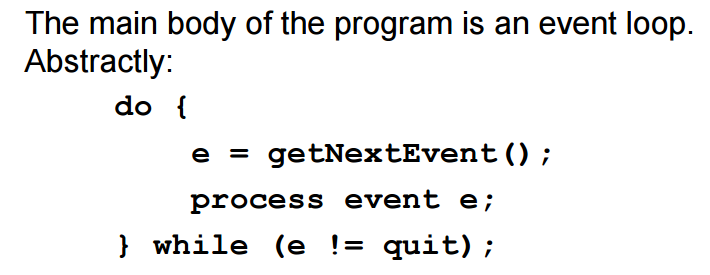 The main body of the program is an event loop.
Abstractly:
do {
e = getNextEvent();
process event e;
} while (e != quit);